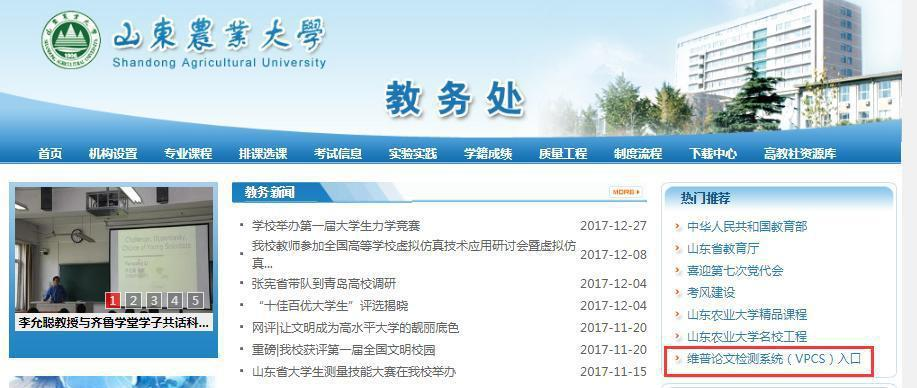 山東農業大學
Shandong Agricultural University
教务处
首页 机构设置 专业课程 排课选课 考试信息 实验实践 学籍成绩 质量工程 制度流程 下载中心 高教社资源库
1 2 3 4 5
李允聪教授与齐鲁学堂学子共话科...
教务新闻 MORE
学校举办第一届大学生力学竞赛 2017-12-27
我校教师参加全国高等学校虚拟仿真技术应用研讨会暨虚拟仿
真... 2017-12-08
张宪省带队到青岛高校调研 2017-12-04
“十佳百优大学生”评选揭晓 2017-12-04
网评|让文明成为高水平大学的靓丽底色 2017-11-20
重磅|我校获评第一届全国文明校园 2017-11-20
山东省大学生测量技能大赛在我校举办 2017-11-15
热门推荐
中华人民共和国教育部
山东省教育厅
喜迎第七次党代会
考风建设
山东农业大学精品课程
山东农业大学名校工程
维普论文检测系统（VPCS）入口